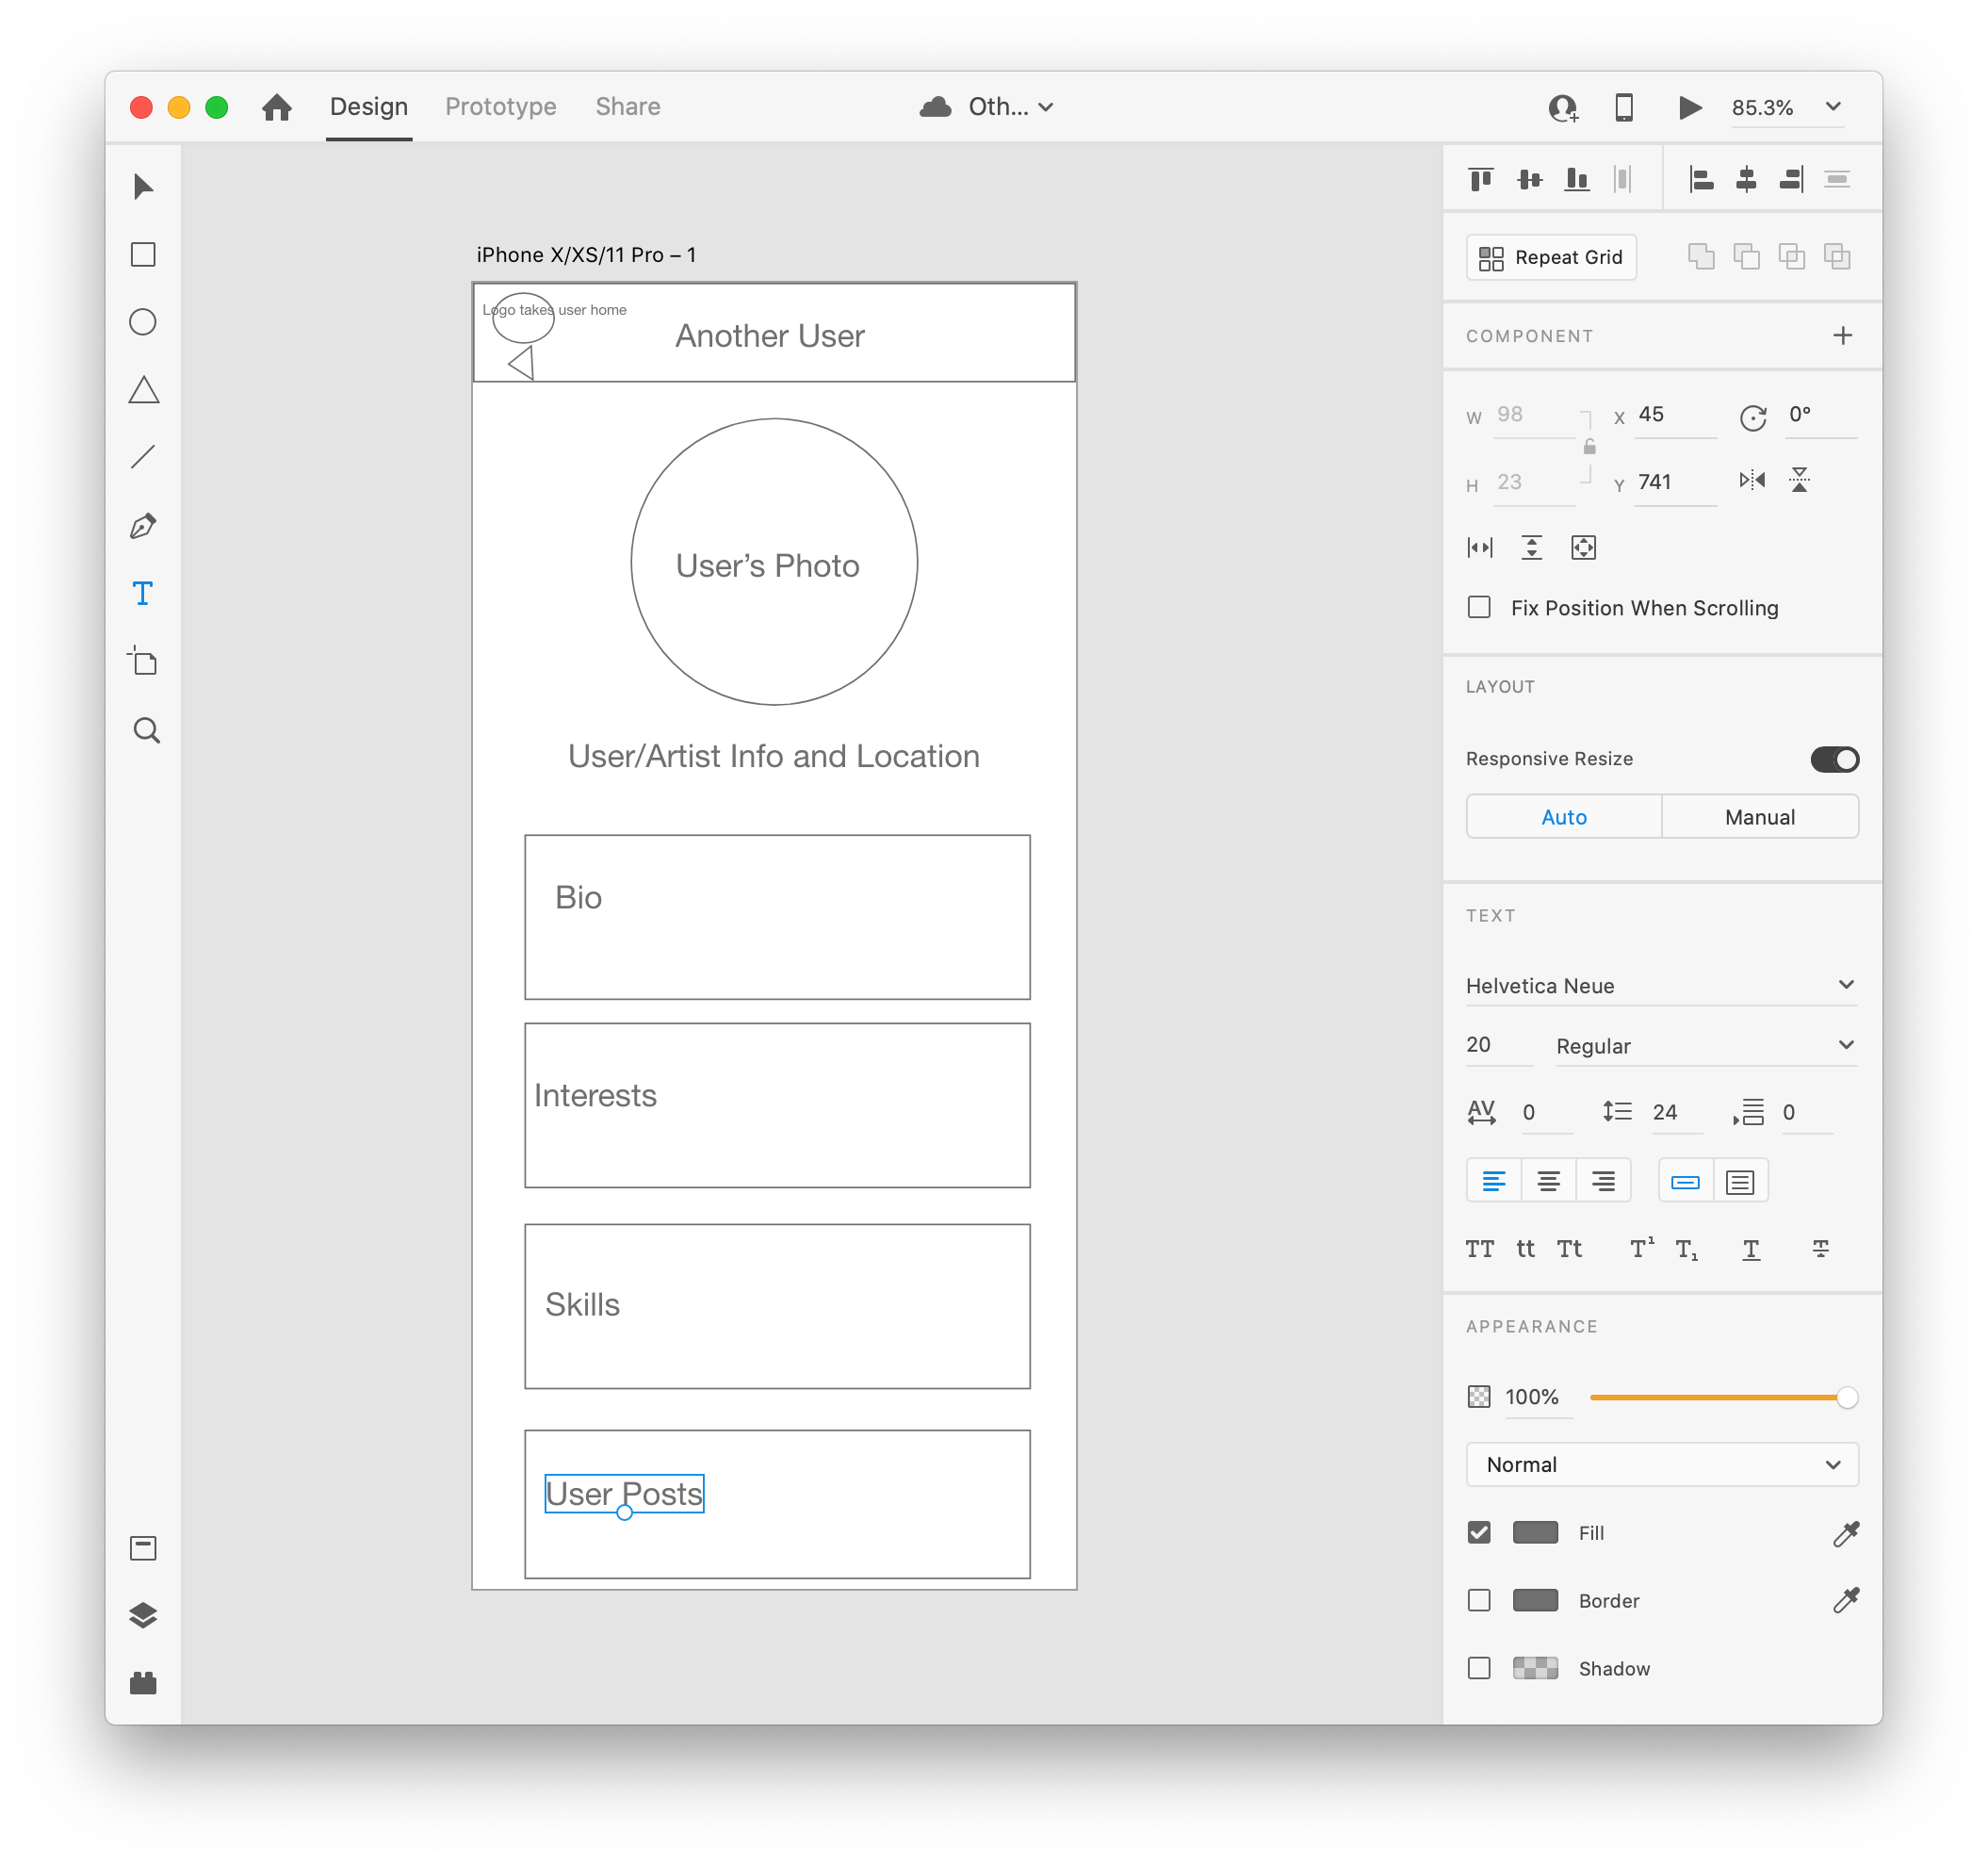 Design Prototype Share Oth... 85.3%
iPhone X/XS/11 Pro – 1
Logo takes user home
Another User
User’s Photo
User/Artist Info and Location
Bio
Interests
Skills
User Posts
Repeat Grid
COMPONENT
W 98 X 45 0°
H 23 Y 741
Fix Position When Scrolling
LAYOUT
Responsive Resize
Auto Manual
TEXT
Helvetica Neue
20 Regular
AV 0 24 0
TT tt Tt T¹ T₁ T T
APPEARANCE
100%
Normal
Fill
Border
Shadow